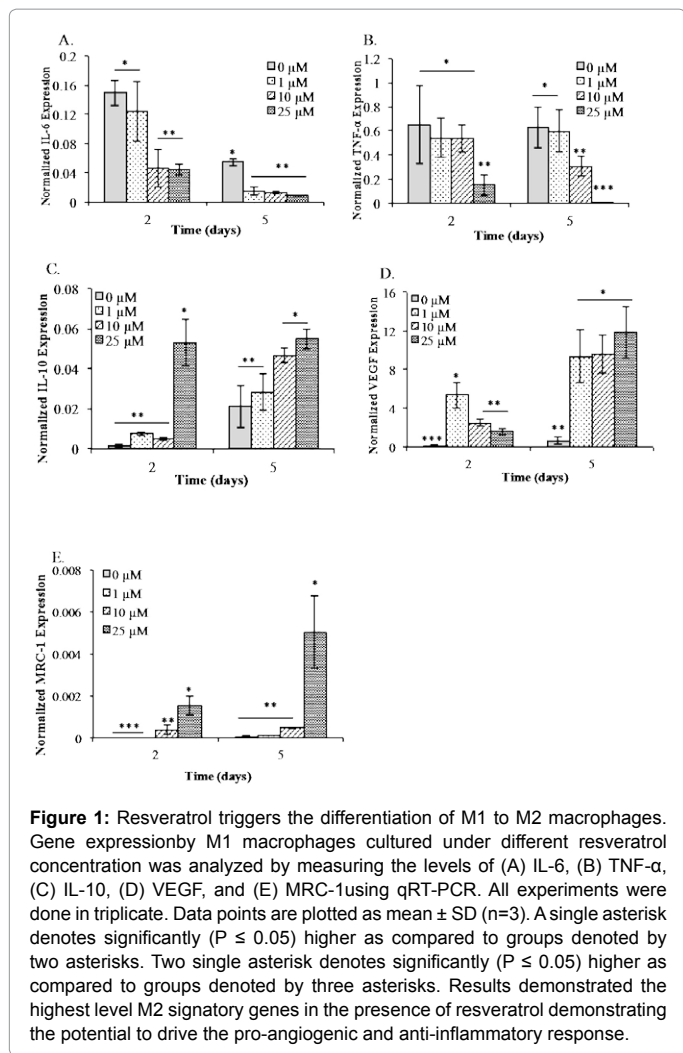 A.
Normalized IL-6 Expression
0.2
0.16
0.12
0.08
0.04
0
*
**
*
**
0 µM
1 µM
10 µM
25 µM
2
5
Time (days)
B.
Normalized TNF-α Expression
1.2
1
0.8
0.6
0.4
0.2
0
*
**
*
**
***
0 µM
1 µM
10 µM
25 µM
2
5
Time (days)
C.
Normalized IL-10 Expression
0.08
0.06
0.04
0.02
0
0 µM
1 µM
10 µM
25 µM
**
*
**
*
2
5
Time (days)
D.
Normalized VEGF Expression
16
12
8
4
0
0 µM
1 µM
10 µM
25 µM
***
*
**
**
*
2
5
Time (days)
E.
Normalized MRC-1 Expression
0.008
0.006
0.004
0.002
0
0 µM
1 µM
10 µM
25 µM
***
**
*
**
*
2
5
Time (days)
Figure 1: Resveratrol triggers the differentiation of M1 to M2 macrophages.
Gene expressionby M1 macrophages cultured under different resveratrol
concentration was analyzed by measuring the levels of (A) IL-6, (B) TNF-α,
(C) IL-10, (D) VEGF, and (E) MRC-1using qRT-PCR. All experiments were
done in triplicate. Data points are plotted as mean ± SD (n=3). A single asterisk
denotes significantly (P ≤ 0.05) higher as compared to groups denoted by
two asterisks. Two single asterisk denotes significantly (P ≤ 0.05) higher as
compared to groups denoted by three asterisks. Results demonstrated the
highest level M2 signatory genes in the presence of resveratrol demonstrating
the potential to drive the pro-angiogenic and anti-inflammatory response.